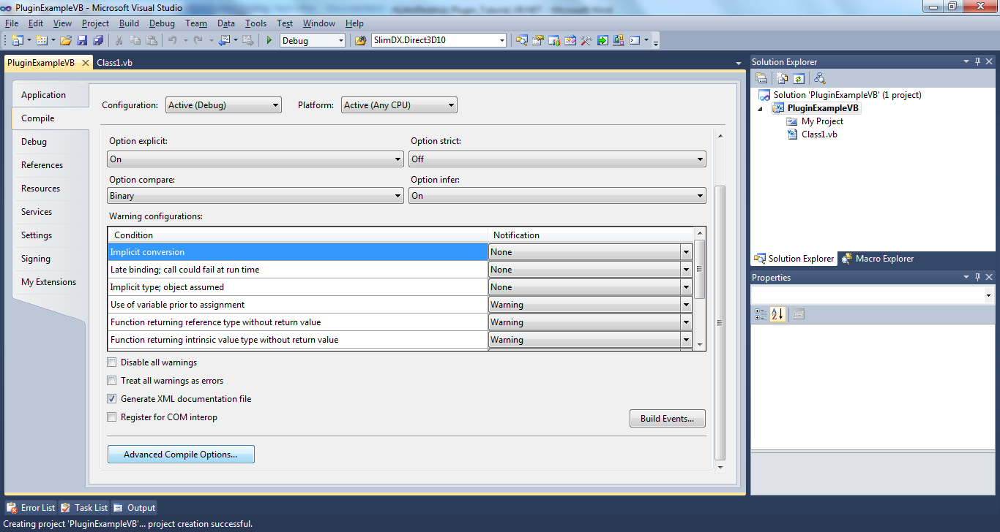 PluginExampleVB - Microsoft Visual Studio
File Edit View Project Build Debug Team Data Tools Test Window Help
Debug SlimDX.Direct3D10
PluginExampleVB Class1.vb
Application
Compile
Debug
References
Resources
Services
Settings
Signing
My Extensions
Configuration: Active (Debug) Platform: Active (Any CPU)
Option explicit: Option strict:
On Off
Option compare: Option infer:
Binary On
Warning configurations:
Condition Notification
Implicit conversion None
Late binding; call could fail at run time None
Implicit type; object assumed None
Use of variable prior to assignment Warning
Function returning reference type without return value Warning
Function returning intrinsic value type without return value Warning
Disable all warnings
Treat all warnings as errors
Generate XML documentation file
Register for COM interop
Build Events...
Advanced Compile Options...
Solution Explorer
Solution 'PluginExampleVB' (1 project)
PluginExampleVB
My Project
Class1.vb
Solution Explorer Macro Explorer
Properties
Error List Task List Output
Creating project 'PluginExampleVB'... project creation successful.